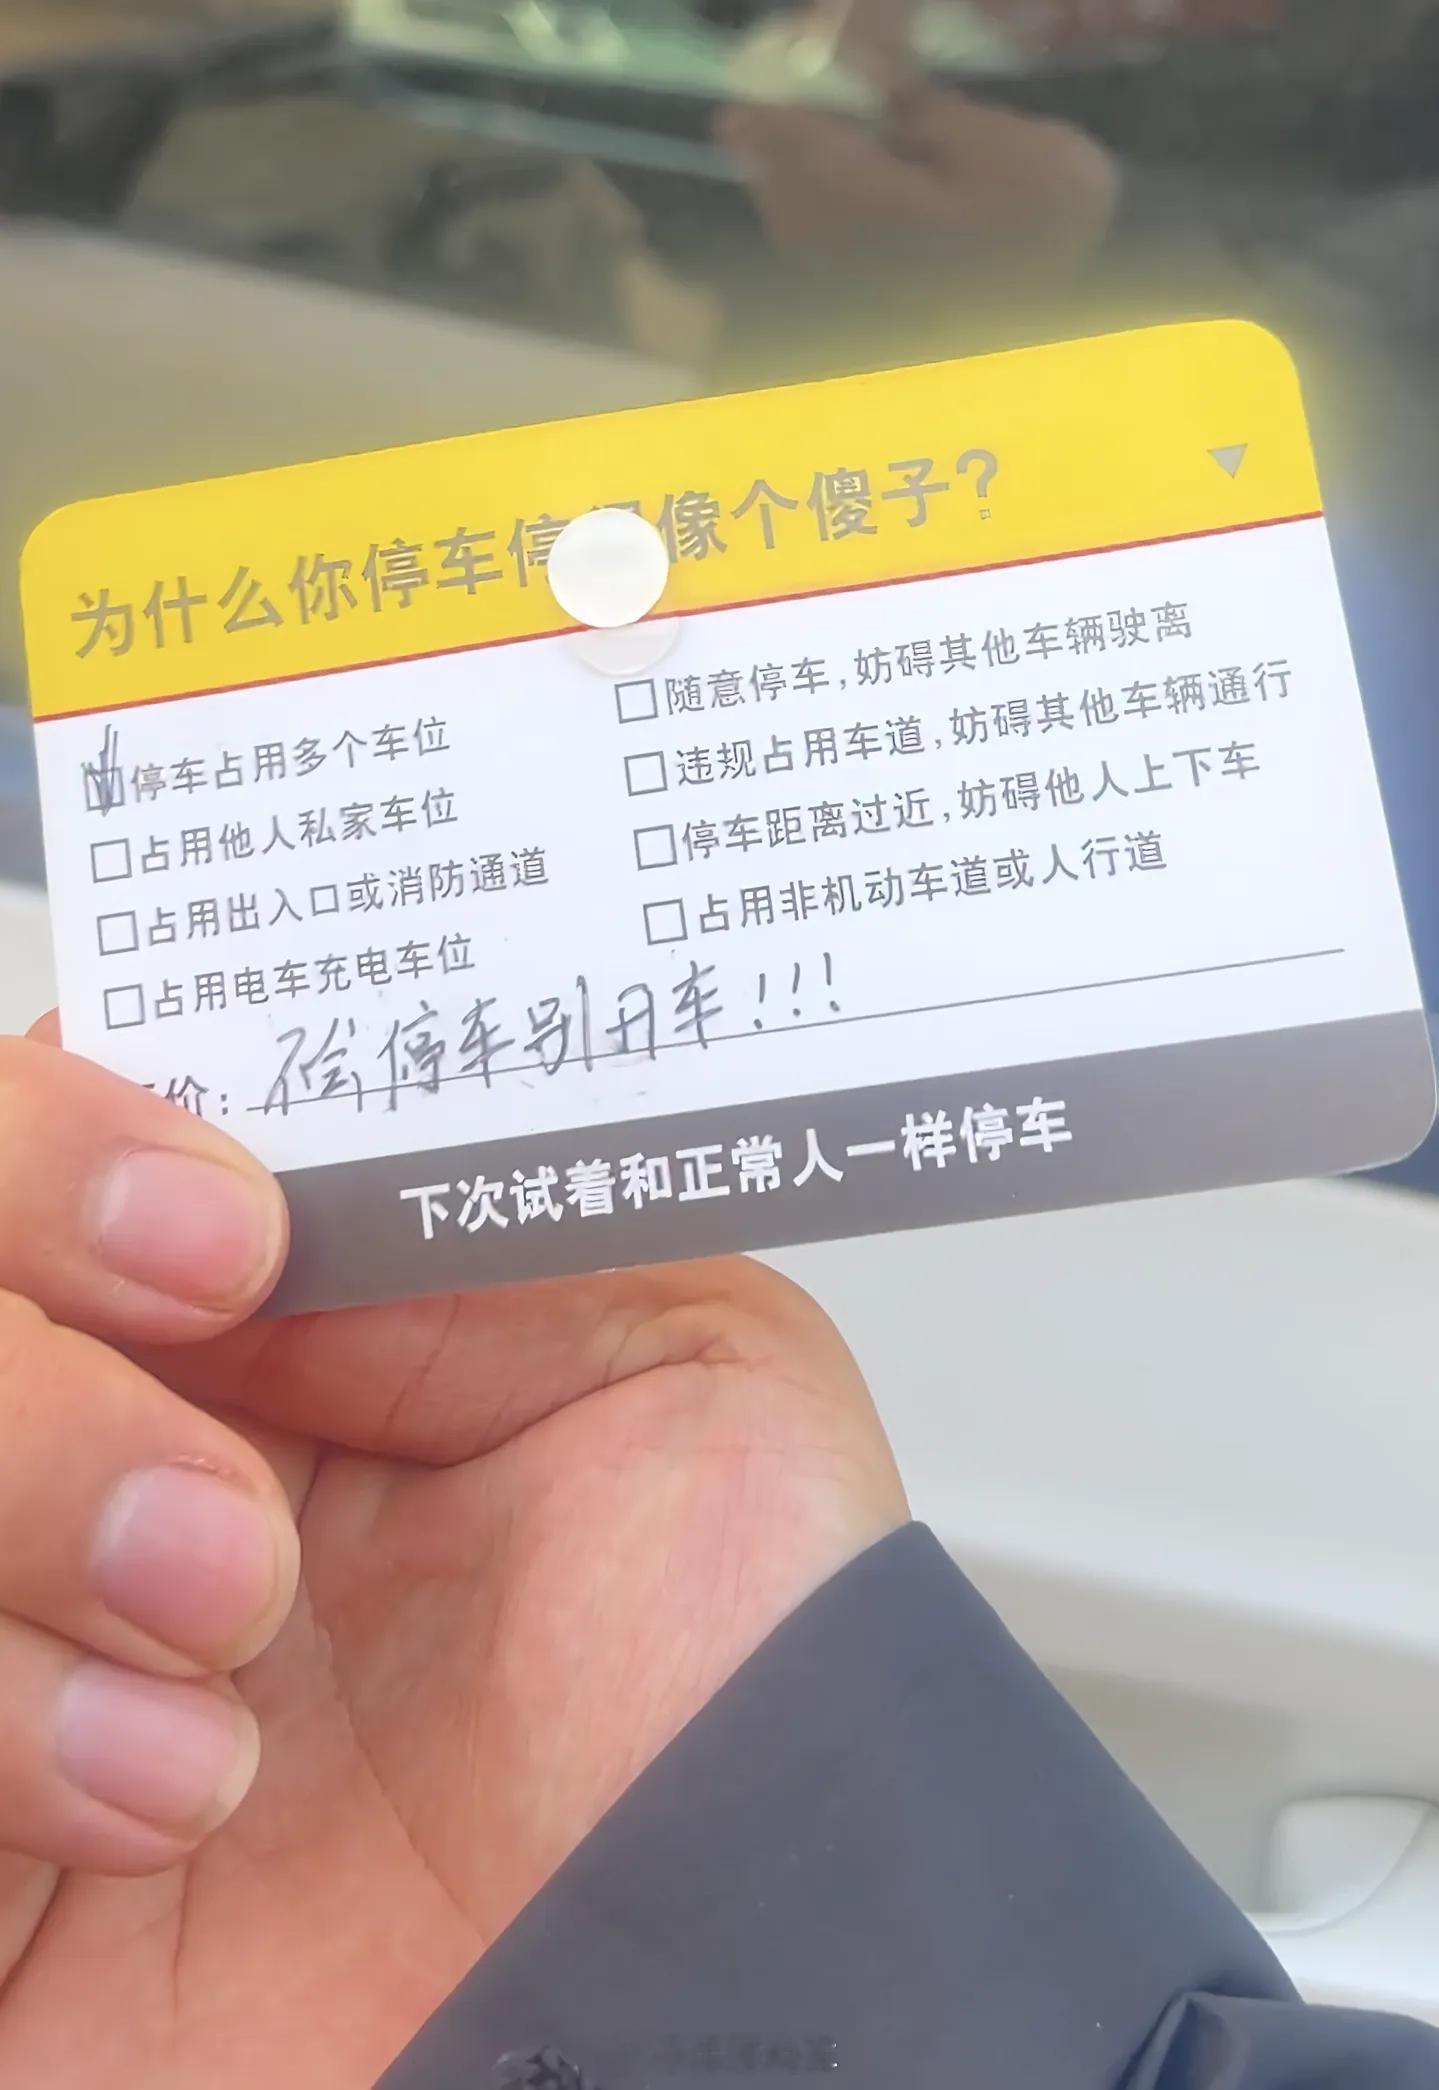 为什么你停车停像个傻子?
停车占用多个车位
占用他人私家车位
占用出入口或消防通道
占用电车充电车位
随意停车,妨碍其他车辆驶离
违规占用车道,妨碍其他车辆通行
停车距离过近,妨碍他人上下车
占用非机动车道或人行道
价: 不会停车别开车!!!
下次试着和正常人一样停车